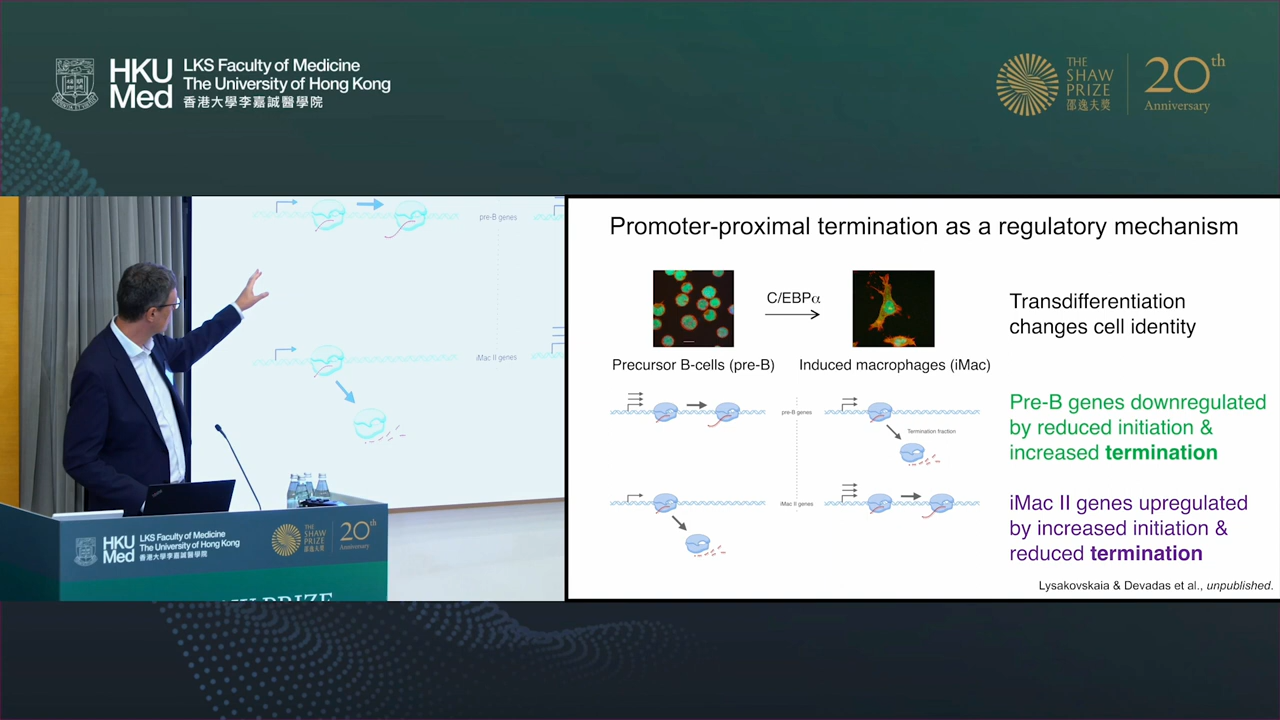 HKU
Med
LKS Faculty of Medicine
The University of Hong Kong
香港大學李嘉誠醫學院
THE
SHAW
PRIZE
邵逸夫獎
20th
Anniversary
pre-B genes
iMac II genes
HKU
Med
LKS Faculty of Medicine
The University of Hong Kong
香港大學李嘉誠醫學院
THE
SHAW
PRIZE
20th
Anniversary
PRIZE
Promoter-proximal termination as a regulatory mechanism
C/EBPα
Precursor B-cells (pre-B)
Induced macrophages (iMac)
Transdifferentiation
changes cell identity
pre-B genes
Termination fraction
iMac II genes
Pre-B genes downregulated
by reduced initiation &
increased termination
iMac II genes upregulated
by increased initiation &
reduced termination
Lysakovskaia & Devadas et al., unpublished.